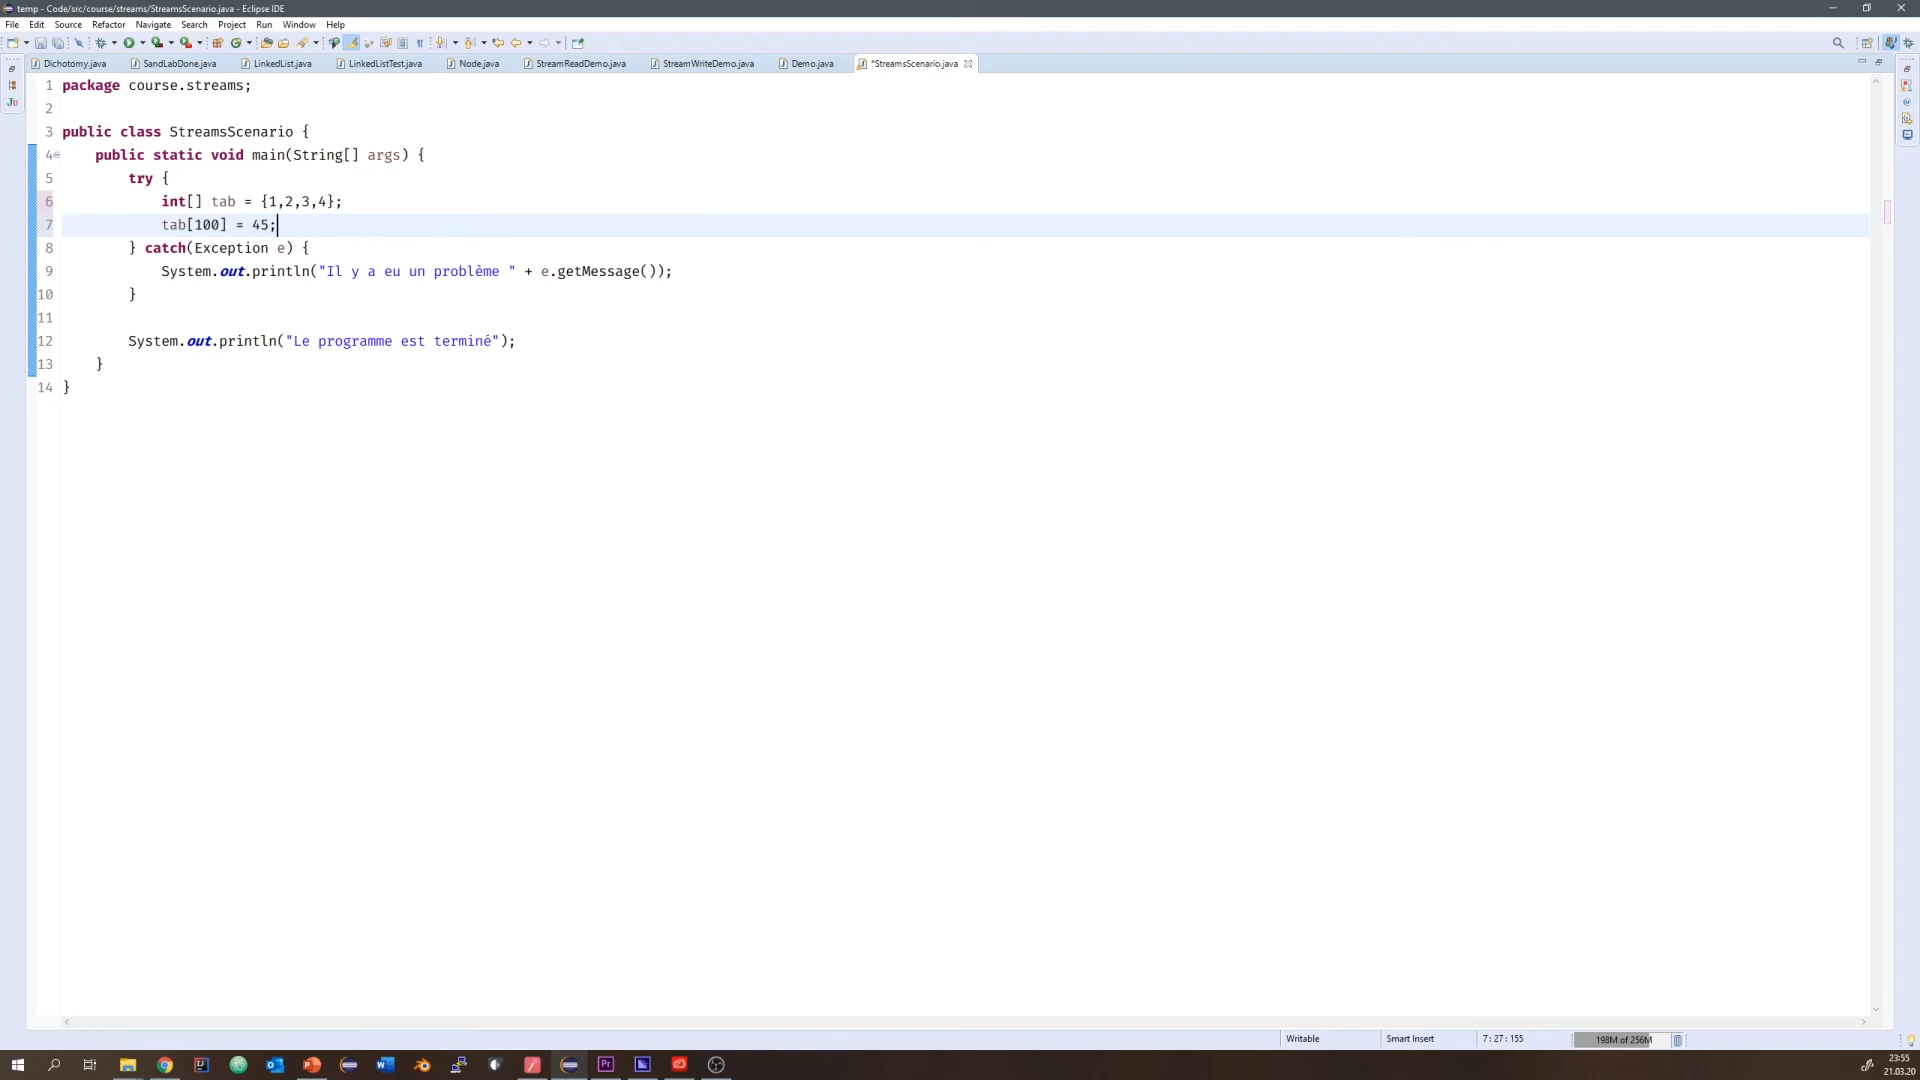 temp - Code/src/course/streams/StreamsScenario.java - Eclipse IDE
File Edit Source Refactor Navigate Search Project Run Window Help
Dichotomy.java SandLabDone.java LinkedList.java LinkedListTest.java Node.java StreamReadDemo.java StreamWriteDemo.java Demo.java *StreamsScenario.java
1 package course.streams;
2
3 public class StreamsScenario {
4 public static void main(String[] args) {
5 try {
6 int[] tab = {1,2,3,4};
7 tab[100] = 45;
8 } catch(Exception e) {
9 System.out.println("Il y a eu un problème " + e.getMessage());
10 }
11
12 System.out.println("Le programme est terminé");
13 }
14 }
Writable Smart Insert 7 : 27 : 155 198M of 256M
23:55
21.03.20